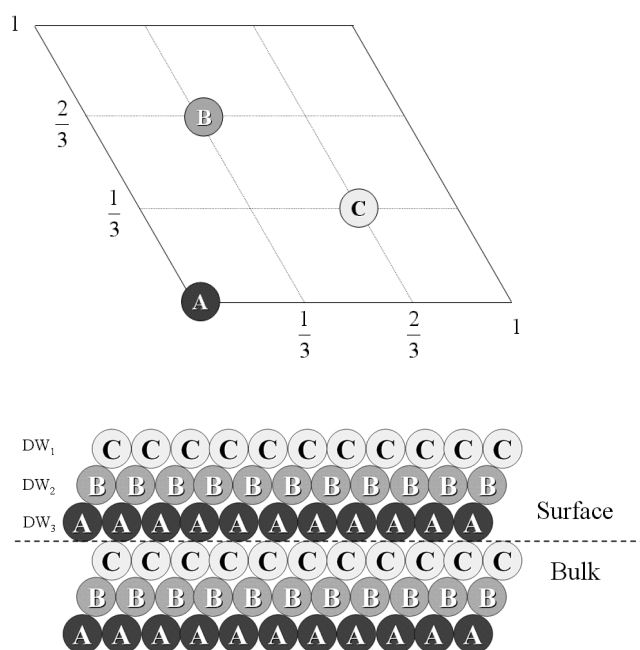 1
B
2/3
1/3
C
A
1/3
2/3
1
DW₁ C C C C C C C C C C C
DW₂ B B B B B B B B B B B
DW₃ A A A A A A A A A A A
Surface
C C C C C C C C C C C
Bulk
B B B B B B B B B B B
A A A A A A A A A A A